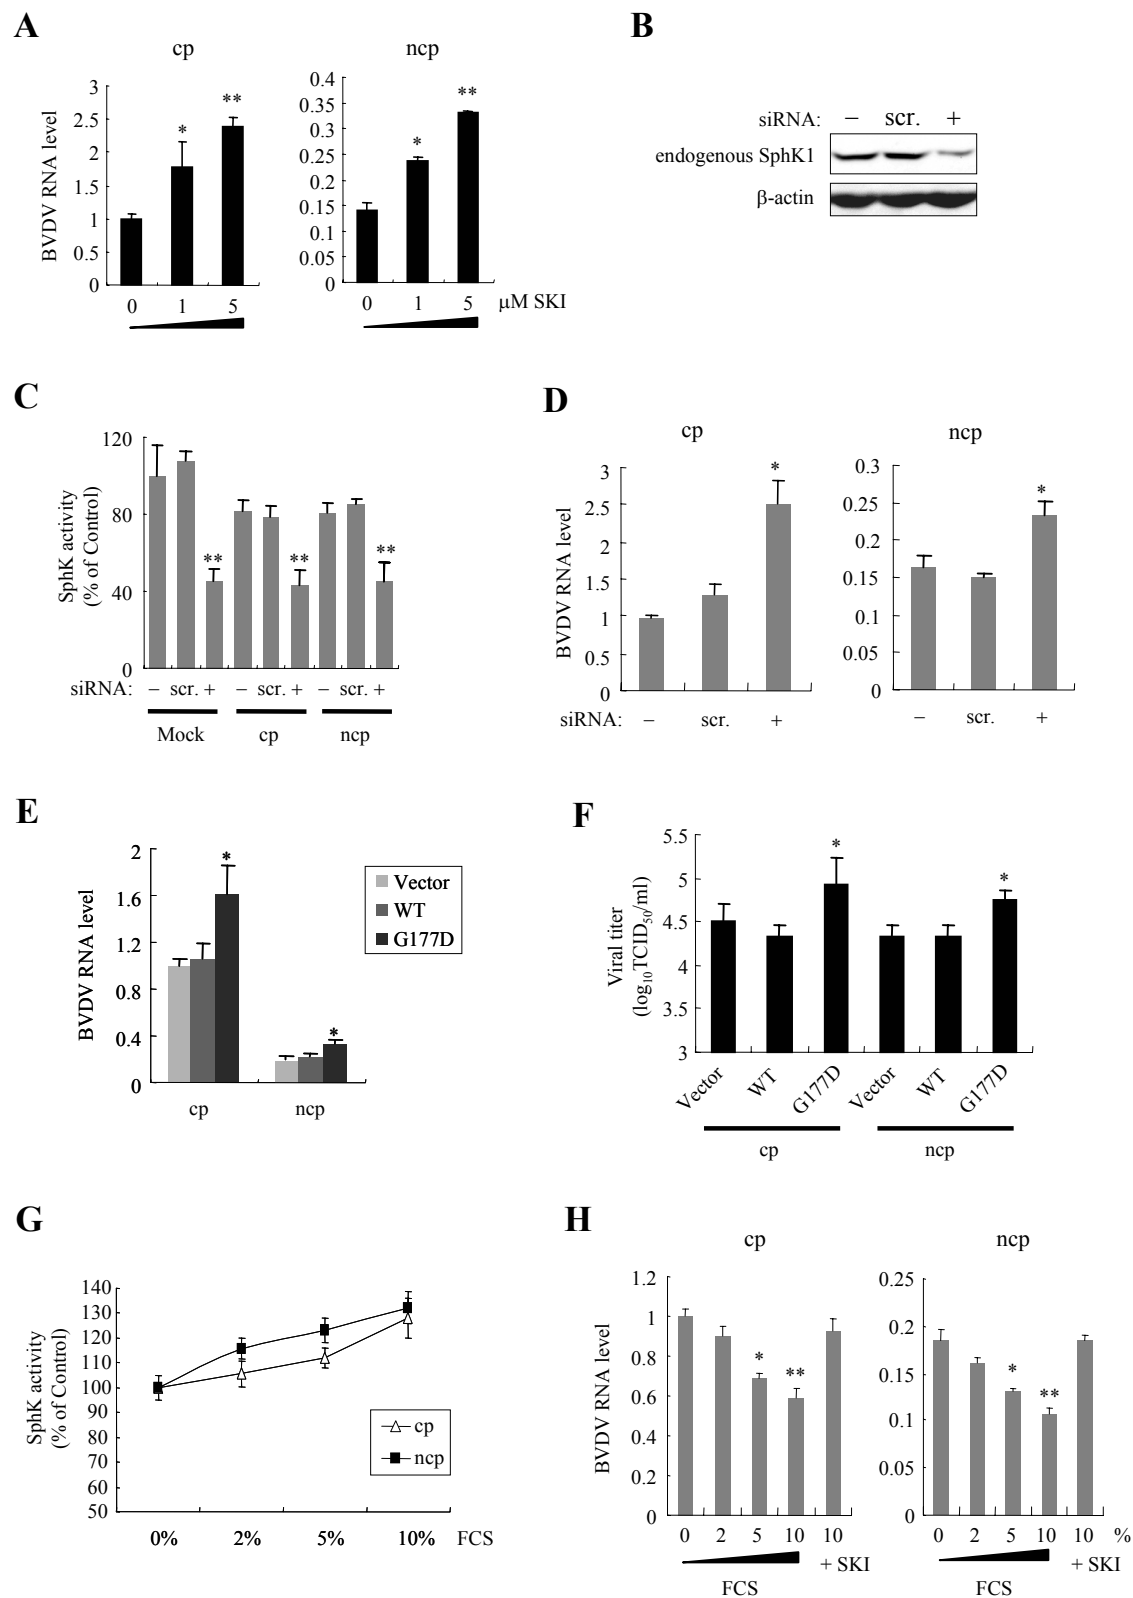 A
cp
ncp
BVDV RNA level
3
2.5
2
1.5
1
0.5
0
*
**
0 1 5
0.4
0.35
0.3
0.25
0.2
0.15
0.1
0.05
0
*
**
0 1 5 μM SKI
B
siRNA: − scr. +
endogenous SphK1
β-actin
C
SphK activity
(% of Control)
120
80
40
0
**
**
**
siRNA: − scr. + − scr. + − scr. +
Mock cp ncp
D
cp
ncp
BVDV RNA level
3
2.5
2
1.5
1
0.5
0
*
siRNA: − scr. +
0.3
0.25
0.2
0.15
0.1
0.05
0
*
− scr. +
E
BVDV RNA level
2
1.6
1.2
0.8
0.4
0
*
*
cp ncp
Vector
WT
G177D
F
Viral titer
(log10TCID50/ml)
5.5
5
4.5
4
3.5
3
*
*
Vector WT G177D Vector WT G177D
cp ncp
G
SphK activity
(% of Control)
140
130
120
110
100
90
80
70
60
50
cp
ncp
0% 2% 5% 10% FCS
H
cp
ncp
BVDV RNA level
1.2
1
0.8
0.6
0.4
0.2
0
*
**
0 2 5 10 10
+ SKI
FCS
0.25
0.2
0.15
0.1
0.05
0
*
**
0 2 5 10 10 %
+ SKI
FCS